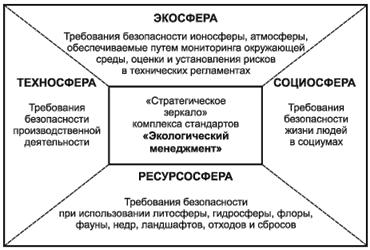 ЭКОСФЕРА
Требования безопасности ионосферы, атмосферы,
обеспечиваемые путем мониторинга окружающей
среды, оценки и установления рисков
в технических регламентах
ТЕХНОСФЕРА
Требования
безопасности
производственной
деятельности
«Стратегическое
зеркало»
комплекса стандартов
«Экологический
менеджмент»
СОЦИОСФЕРА
Требования
безопасности
жизни людей
в социумах
РЕСУРСОСФЕРА
Требования безопасности
при использовании литосферы, гидросферы, флоры,
фауны, недр, ландшафтов, отходов и сбросов